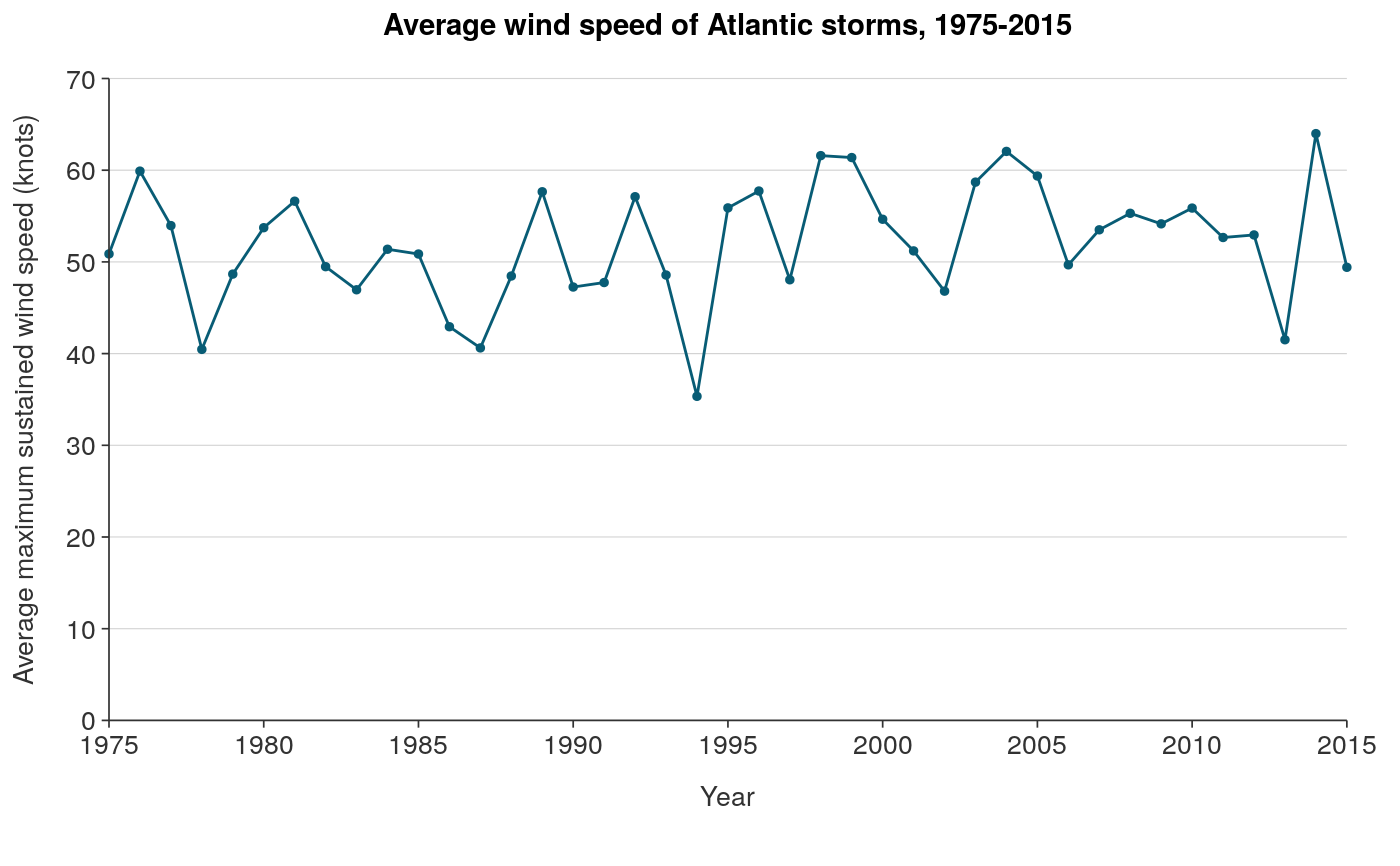 Average wind speed of Atlantic storms, 1975-2015
Average maximum sustained wind speed (knots)
70
60
50
40
30
20
10
0
1975 1980 1985 1990 1995 2000 2005 2010 2015
Year